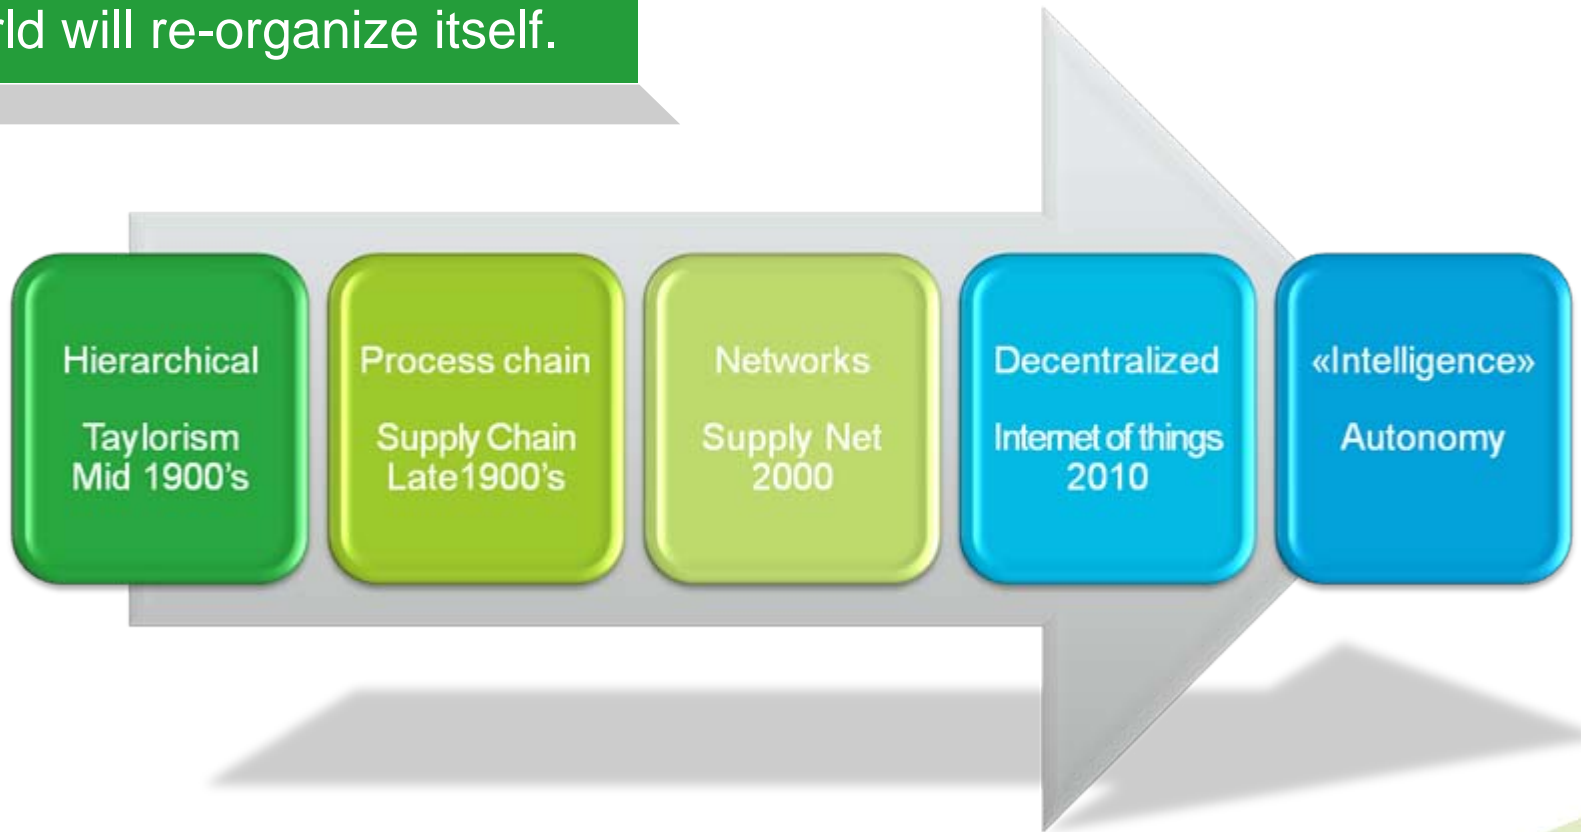 rld will re-organize itself.
Hierarchical
Taylorism
Mid 1900's
Process chain
Supply Chain
Late1900's
Networks
Supply Net
2000
Decentralized
Internet of things
2010
«Intelligence»
Autonomy